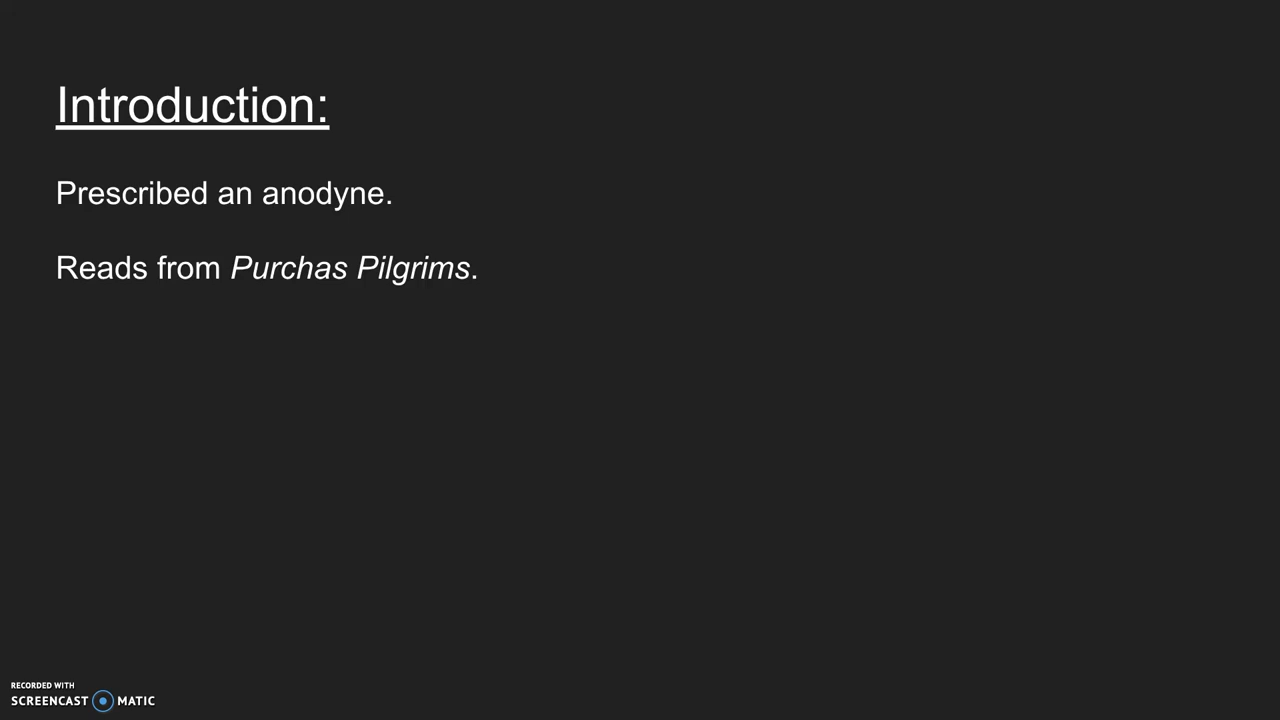 Introduction:
Prescribed an anodyne.
Reads from Purchas Pilgrims.
RECORDED WITH
SCREENCAST MATIC